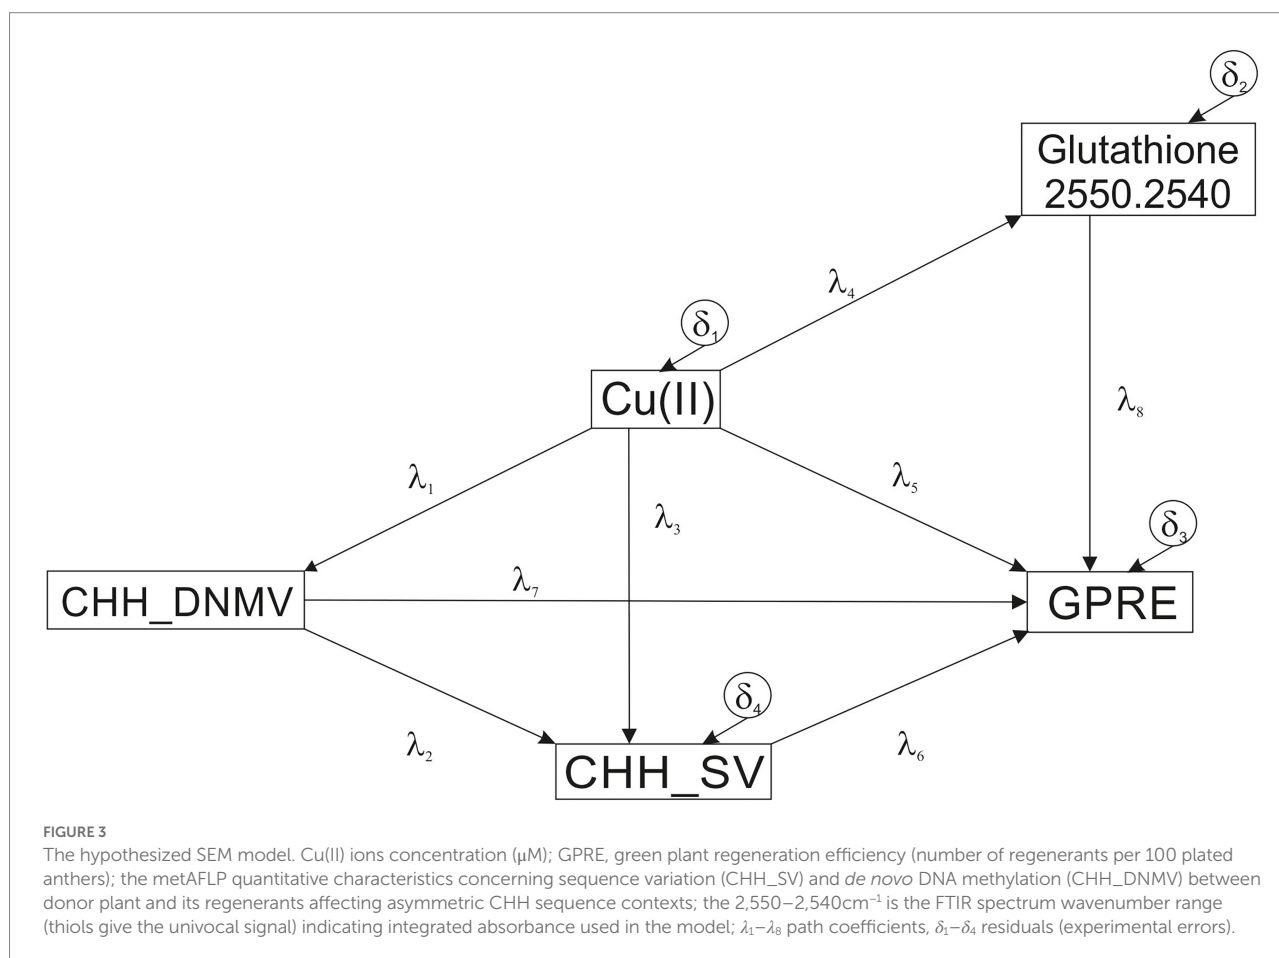 δ₂
Glutathione
2550.2540
λ₄
δ₁
Cu(II)
λ₈
λ₁
λ₅
λ₃
δ₃
CHH_DNMV
λ₇
GPRE
δ₄
λ₂
CHH_SV
λ₆
FIGURE 3
The hypothesized SEM model. Cu(II) ions concentration (μM); GPRE, green plant regeneration efficiency (number of regenerants per 100 plated
anthers); the metAFLP quantitative characteristics concerning sequence variation (CHH_SV) and de novo DNA methylation (CHH_DNMV) between
donor plant and its regenerants affecting asymmetric CHH sequence contexts; the 2,550–2,540cm⁻¹ is the FTIR spectrum wavenumber range
(thiols give the univocal signal) indicating integrated absorbance used in the model; λ₁–λ₈ path coefficients, δ₁–δ₄ residuals (experimental errors).